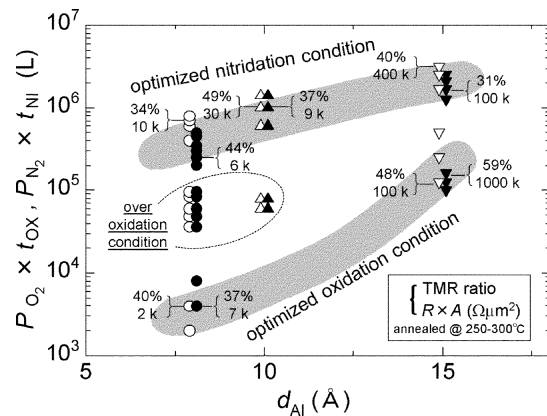 P_O2 × t_OX, P_N2 × t_NI (L)
10^7
10^6
10^5
10^4
10^3
optimized nitridation condition
34%
10 k
49%
30 k
37%
9 k
40%
400 k
31%
100 k
44%
6 k
over
oxidation
condition
48%
100 k
59%
1000 k
optimized oxidation condition
40%
2 k
37%
7 k
TMR ratio
R×A (Ωμm²)
annealed @ 250-300°C
5
10
15
d_Al (Å)